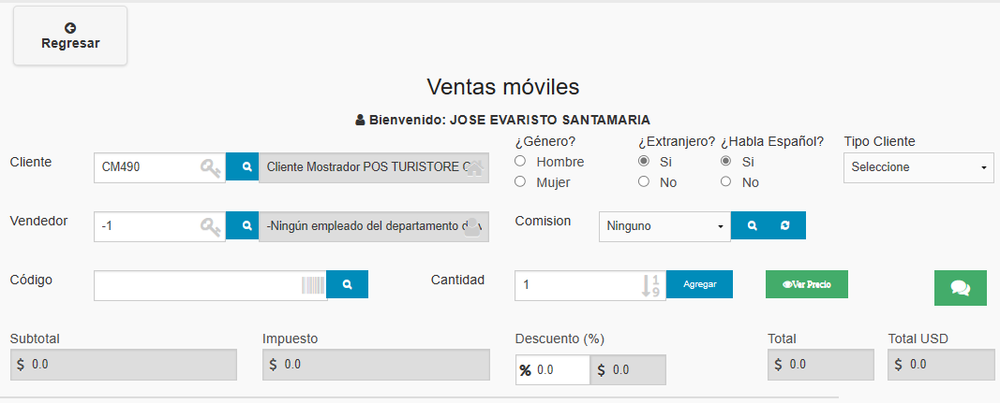 Regresar
Ventas móviles
Bienvenido: JOSE EVARISTO SANTAMARIA
¿Género? ¿Extranjero? ¿Habla Español? Tipo Cliente
Cliente CM490 Cliente Mostrador POS TURISTORE Hombre Si Si Seleccione
Mujer No No
Vendedor -1 -Ningún empleado del departamento Comision Ninguno
Código Cantidad 1 Agregar Ver Precio
Subtotal Impuesto Descuento (%) Total Total USD
$ 0.0 $ 0.0 % 0.0 $ 0.0 $ 0.0 $ 0.0